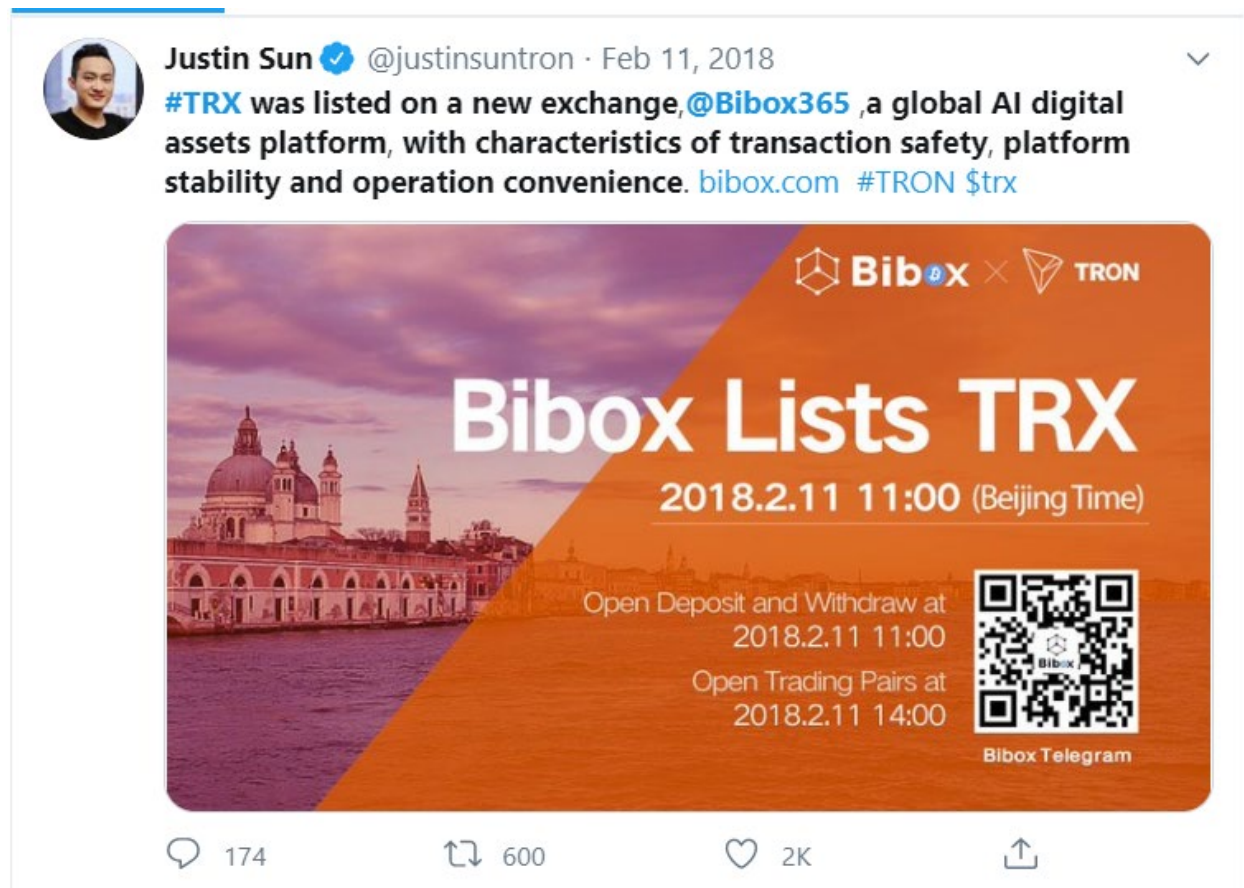 Justin Sun @justinsuntron · Feb 11, 2018
#TRX was listed on a new exchange,@Bibox365 ,a global AI digital
assets platform, with characteristics of transaction safety, platform
stability and operation convenience. bibox.com #TRON $trx
Bibox × TRON
Bibox Lists TRX
2018.2.11 11:00 (Beijing Time)
Open Deposit and Withdraw at
2018.2.11 11:00
Open Trading Pairs at
2018.2.11 14:00
Bibox
Bibox Telegram
174 600 2K